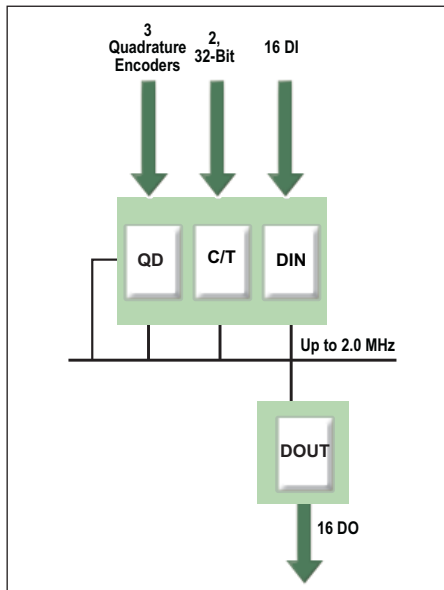 3
Quadrature
Encoders
2,
32-Bit
16 DI
QD
C/T
DIN
Up to 2.0 MHz
DOUT
16 DO